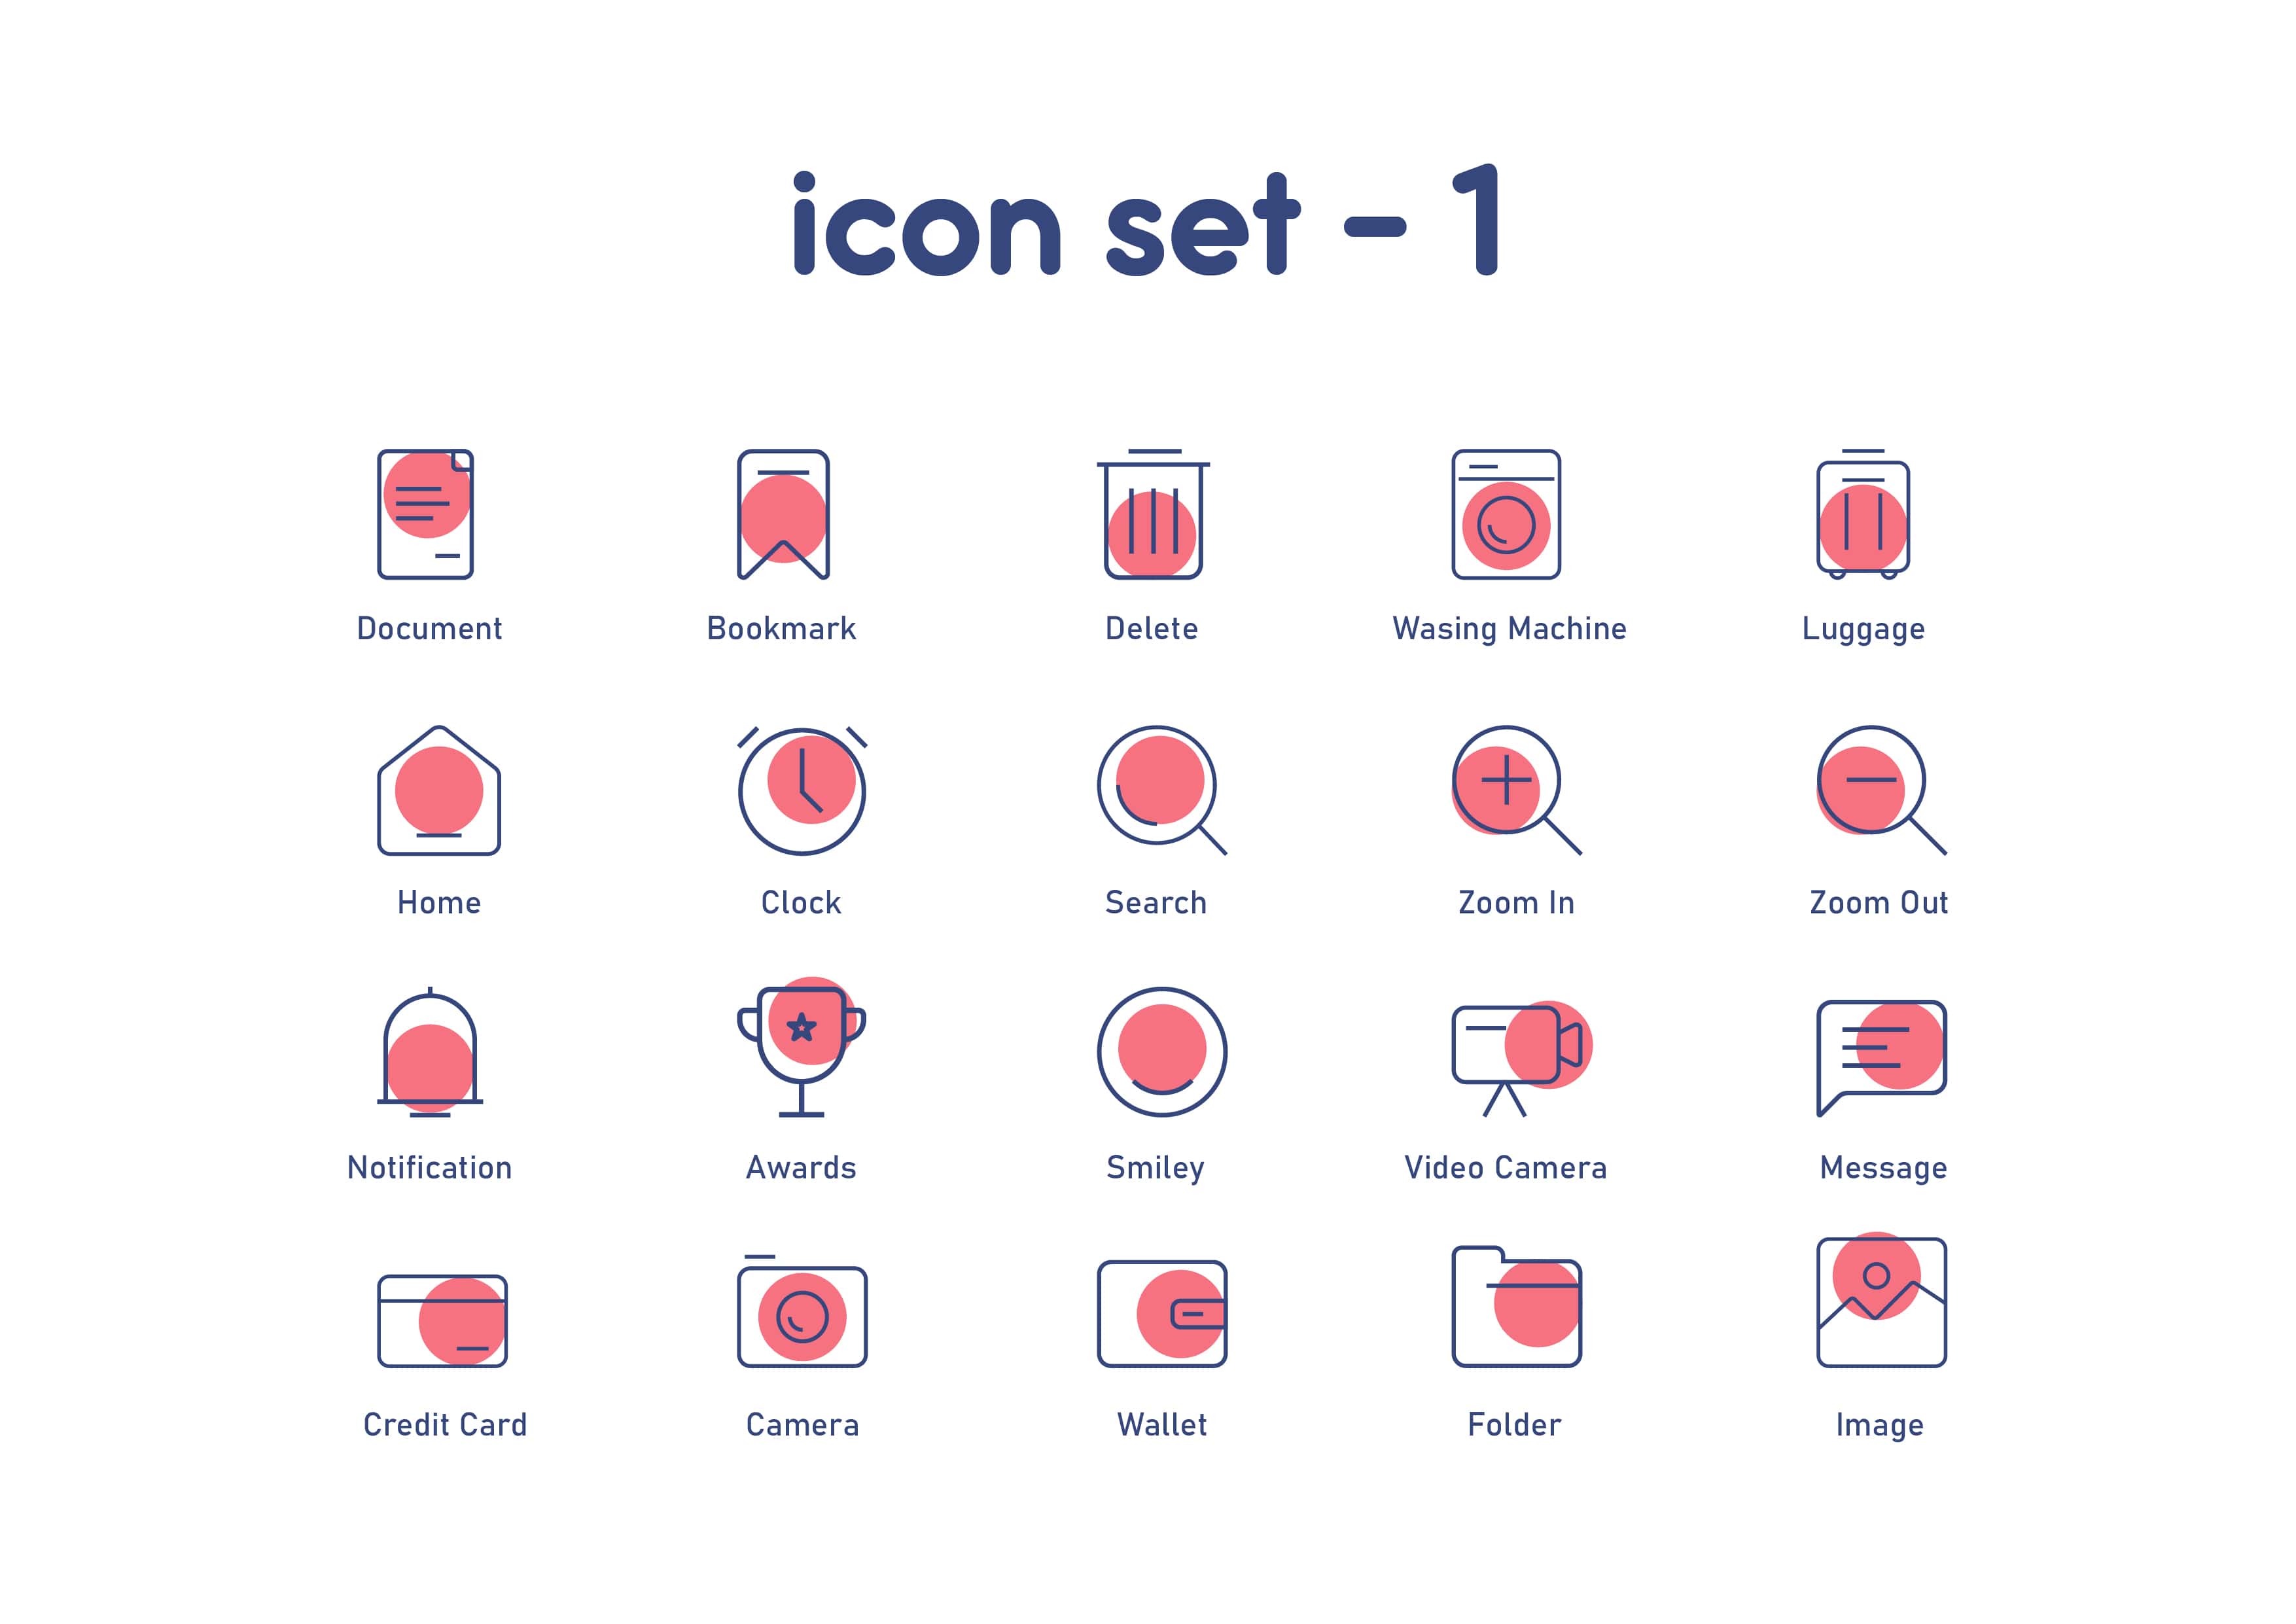 icon set - 1
Document Bookmark Delete Wasing Machine Luggage
Home Clock Search Zoom In Zoom Out
Notification Awards Smiley Video Camera Message
Credit Card Camera Wallet Folder Image